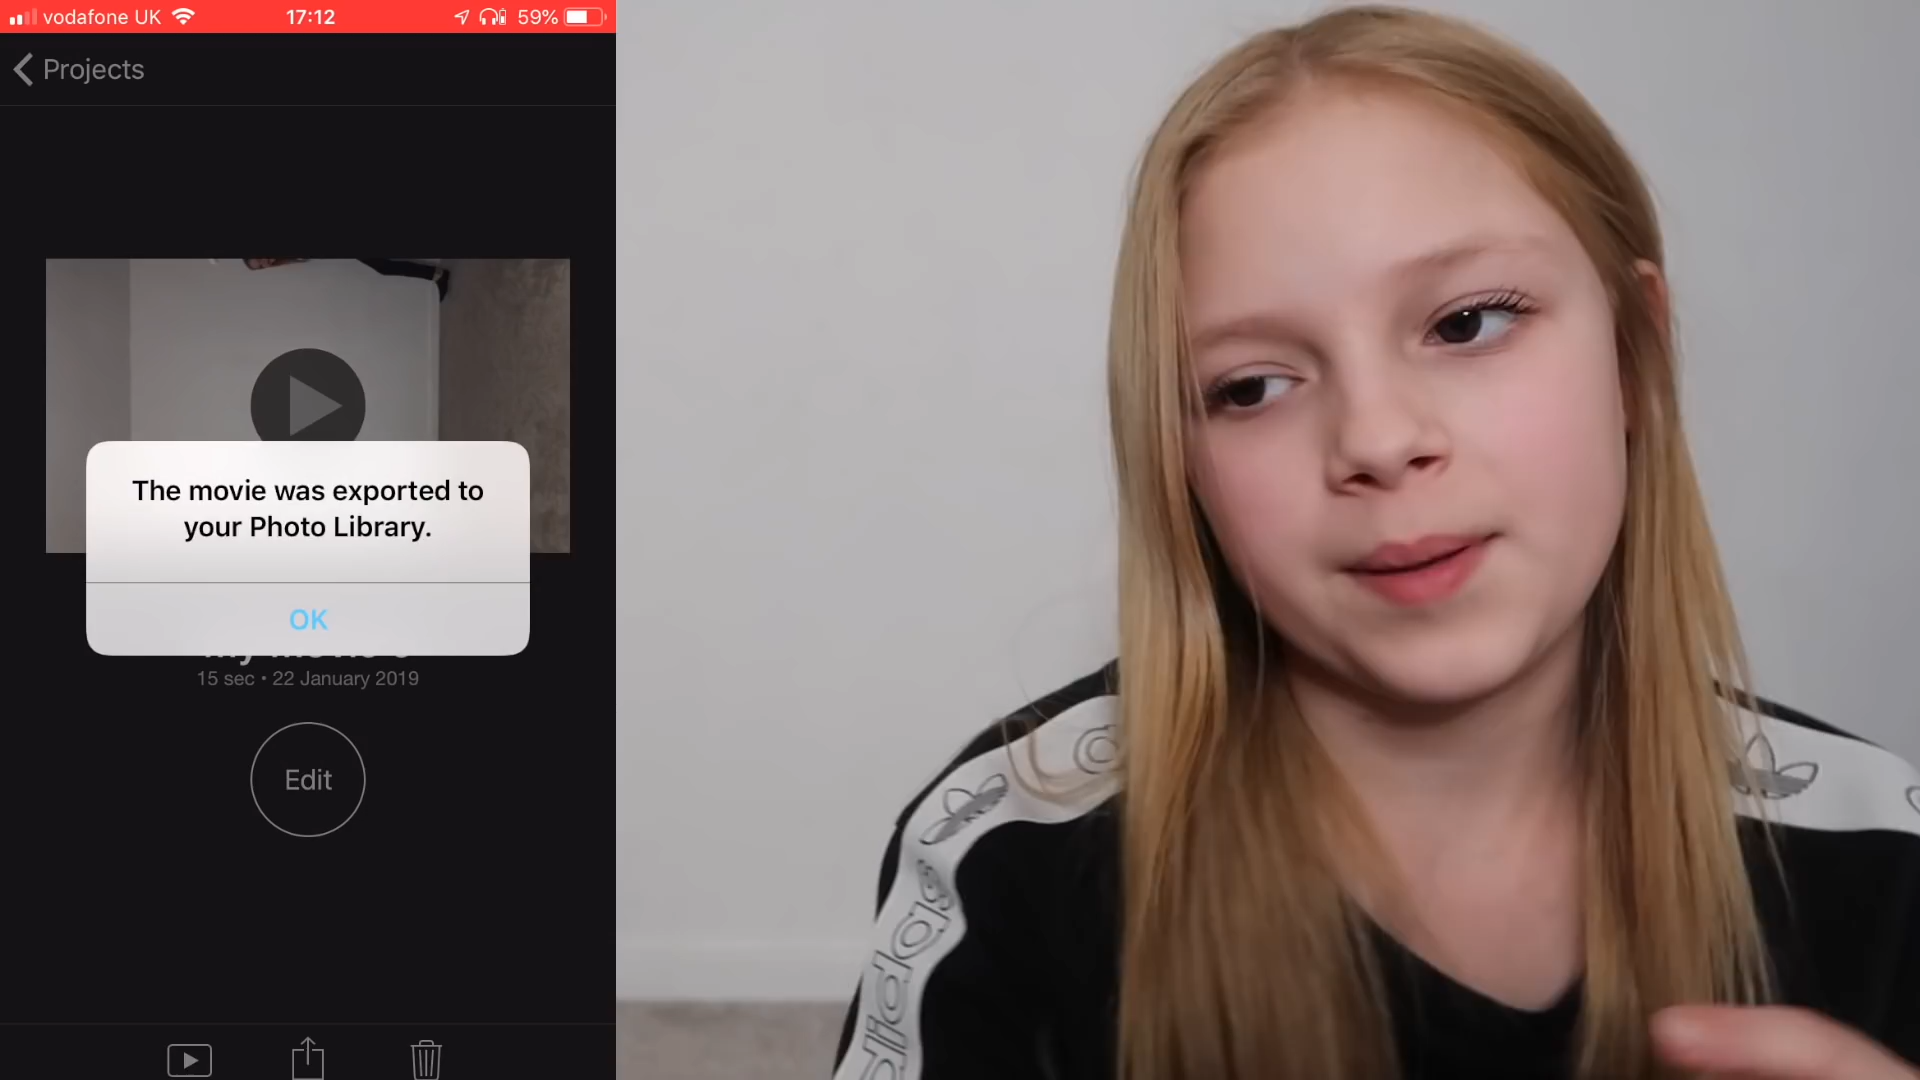 vodafone UK 17:12 59%
Projects
The movie was exported to
your Photo Library.
OK
15 sec • 22 January 2019
Edit
adidas